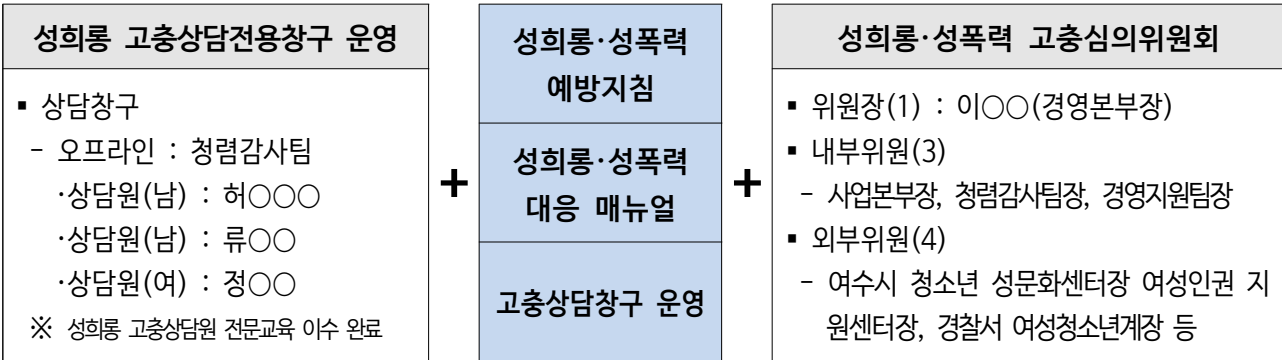 성희롱 고충상담전용창구 운영
▪ 상담창구
- 오프라인 : 청렴감사팀
·상담원(남) : 허○○○
·상담원(남) : 류○○
·상담원(여) : 정○○
※ 성희롱 고충상담원 전문교육 이수 완료
+
성희롱·성폭력
예방지침
성희롱·성폭력
대응 매뉴얼
고충상담창구 운영
+
성희롱·성폭력 고충심의위원회
▪ 위원장(1) : 이○○(경영본부장)
▪ 내부위원(3)
- 사업본부장, 청렴감사팀장, 경영지원팀장
▪ 외부위원(4)
- 여수시 청소년 성문화센터장 여성인권 지
원센터장, 경찰서 여성청소년계장 등